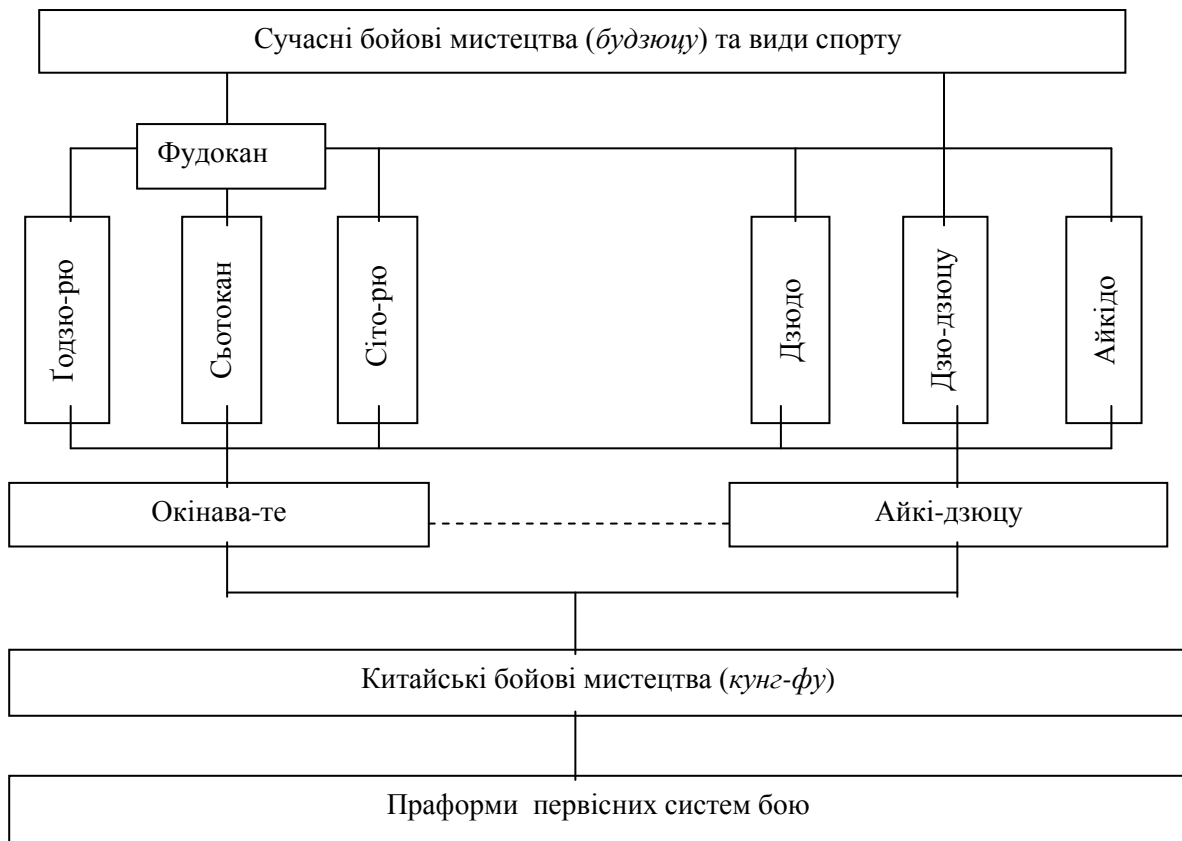 Сучасні бойові мистецтва (будзюцу) та види спорту
Фудокан
Ґодзю-рю
Сьотокан
Сіто-рю
Дзюдо
Дзю-дзюцу
Айкідо
Окінава-те
Айкі-дзюцу
Китайські бойові мистецтва (кунг-фу)
Праформи первісних систем бою